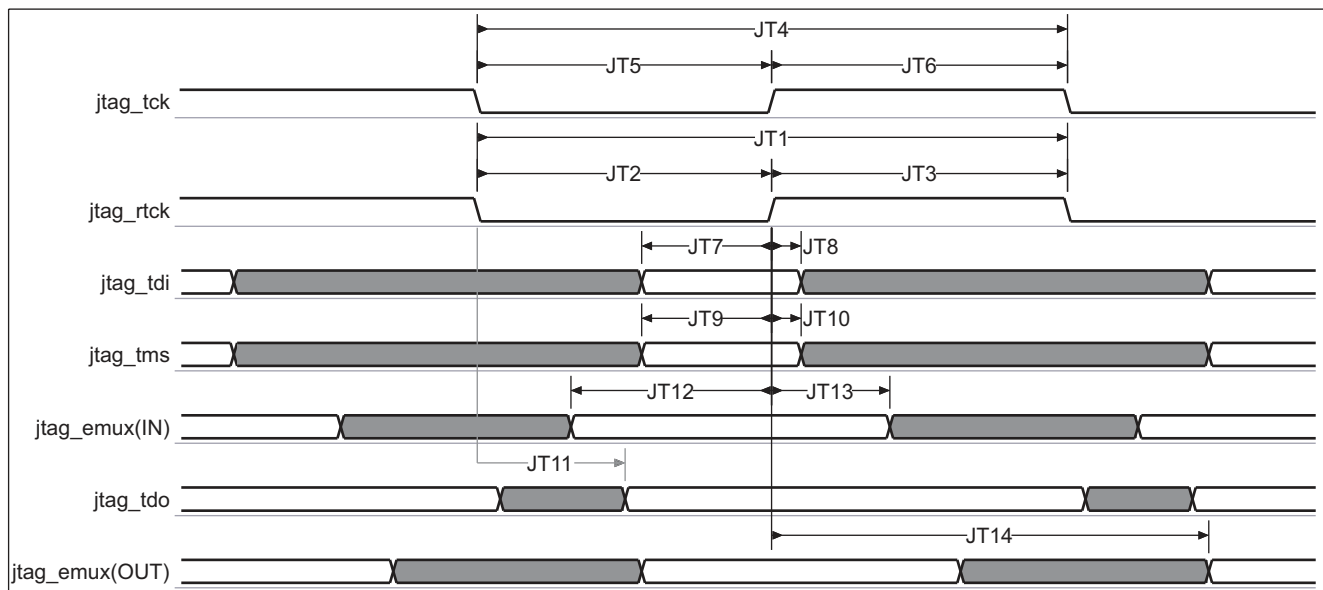 JT4
JT5 JT6
jtag_tck
JT1
JT2 JT3
jtag_rtck
JT7 JT8
jtag_tdi
JT9 JT10
jtag_tms
JT12 JT13
jtag_emux(IN)
JT11
jtag_tdo
JT14
jtag_emux(OUT)